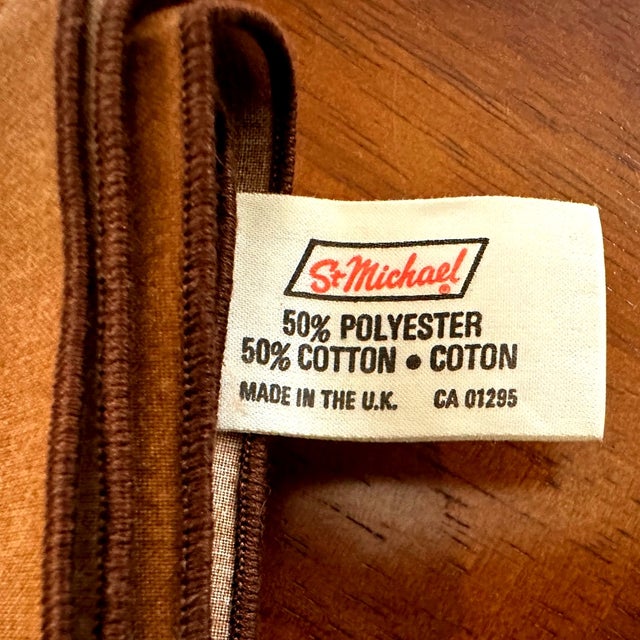 St Michael®
50% POLYESTER
50% COTTON • COTON
MADE IN THE U.K. CA 01295